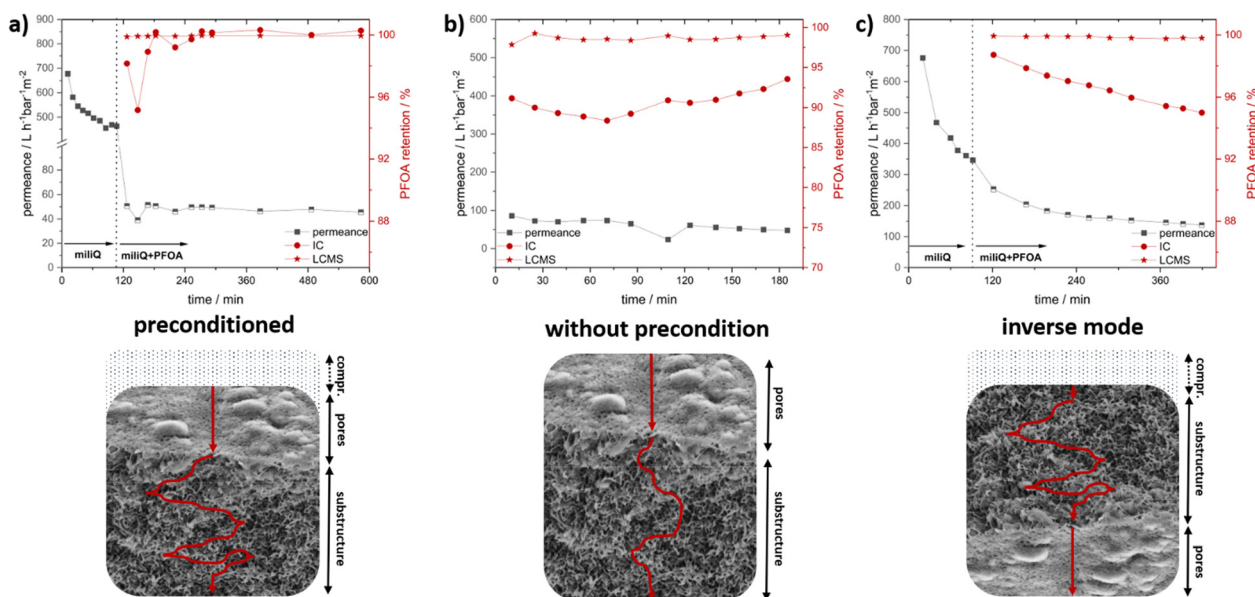 a)
900
800
700
600
500
60
40
20
0
permeance / L h⁻¹bar⁻¹m⁻²
100
96
92
88
PFOA retention / %
miliQ
miliQ+PFOA
permeance
IC
LCMS
0
120
240
360
480
600
time / min
b)
600
500
400
300
200
100
0
permeance / L h⁻¹bar⁻¹m⁻²
100
95
90
85
80
75
70
PFOA retention / %
permeance
IC
LCMS
0
30
60
90
120
150
180
time / min
c)
800
700
600
500
400
300
200
100
0
permeance / L h⁻¹bar⁻¹m⁻²
100
96
92
88
PFOA retention / %
miliQ
miliQ+PFOA
permeance
IC
LCMS
0
120
240
360
time / min
preconditioned
compr.
pores
substructure
without precondition
pores
substructure
inverse mode
compr.
substructure
pores